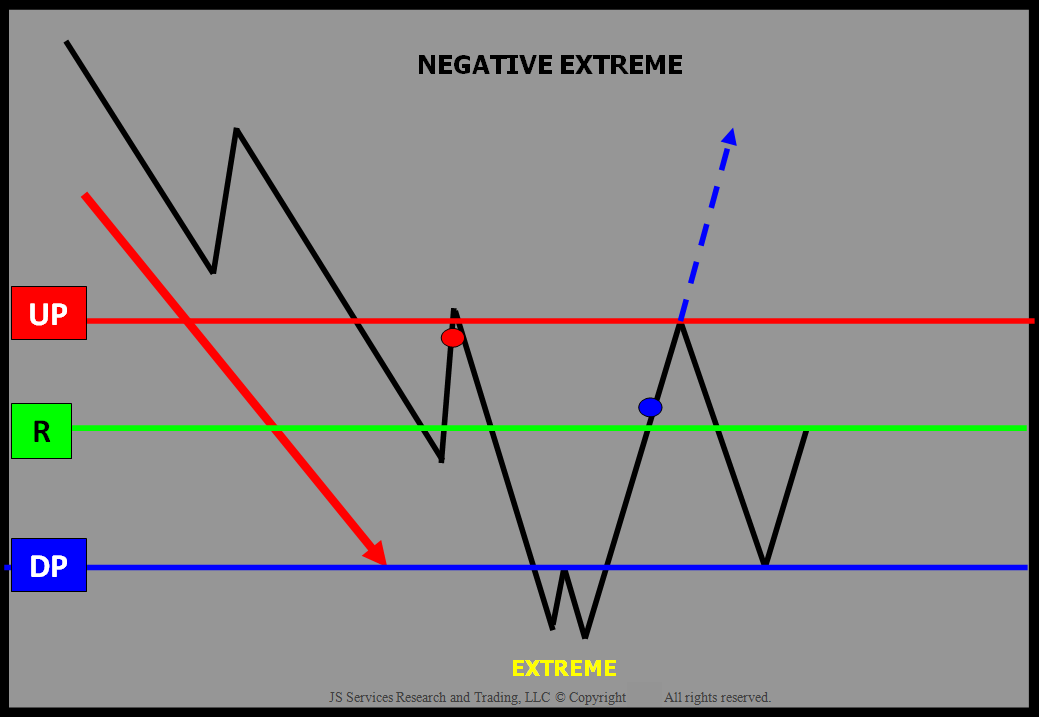 NEGATIVE EXTREME
UP
R
DP
EXTREME
JS Services Research and Trading, LLC © Copyright All rights reserved.